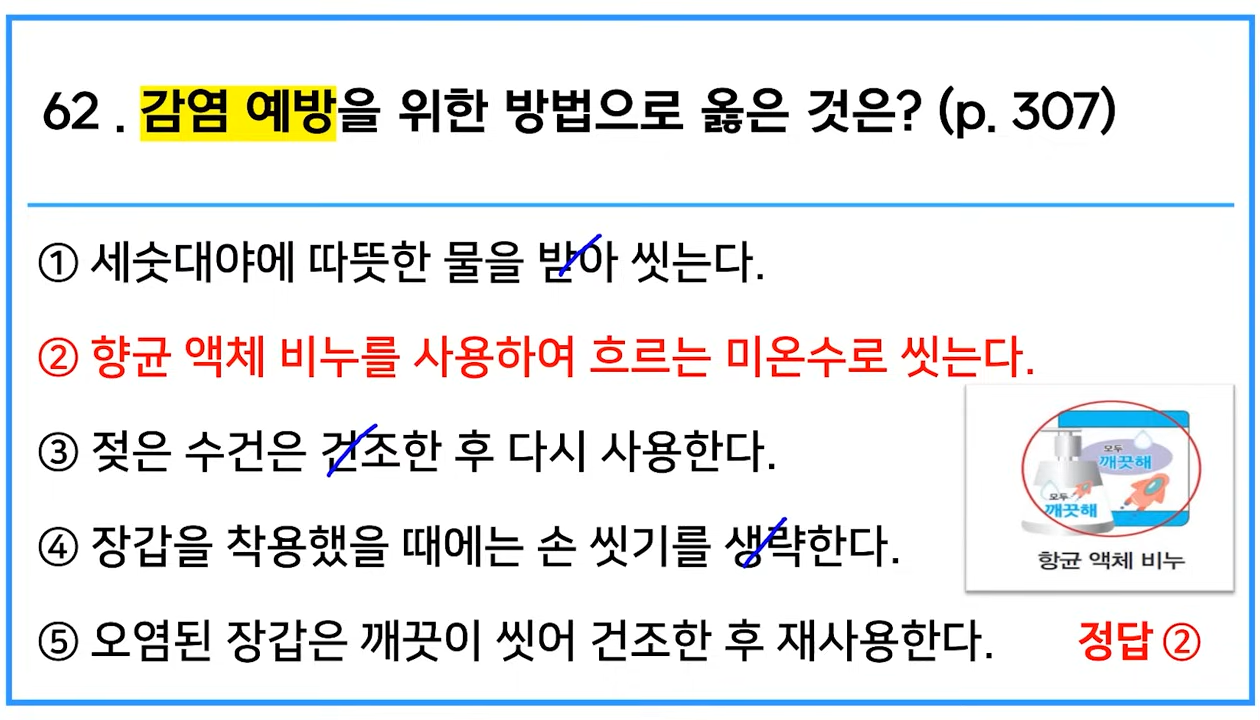 62 . 감염 예방을 위한 방법으로 옳은 것은? (p. 307)
① 세숫대야에 따뜻한 물을 받아 씻는다.
② 향균 액체 비누를 사용하여 흐르는 미온수로 씻는다.
③ 젖은 수건은 건조한 후 다시 사용한다.
④ 장갑을 착용했을 때에는 손 씻기를 생략한다.
⑤ 오염된 장갑은 깨끗이 씻어 건조한 후 재사용한다.
모두
깨끗해
모두
깨끗해
향균 액체 비누
정답 ②